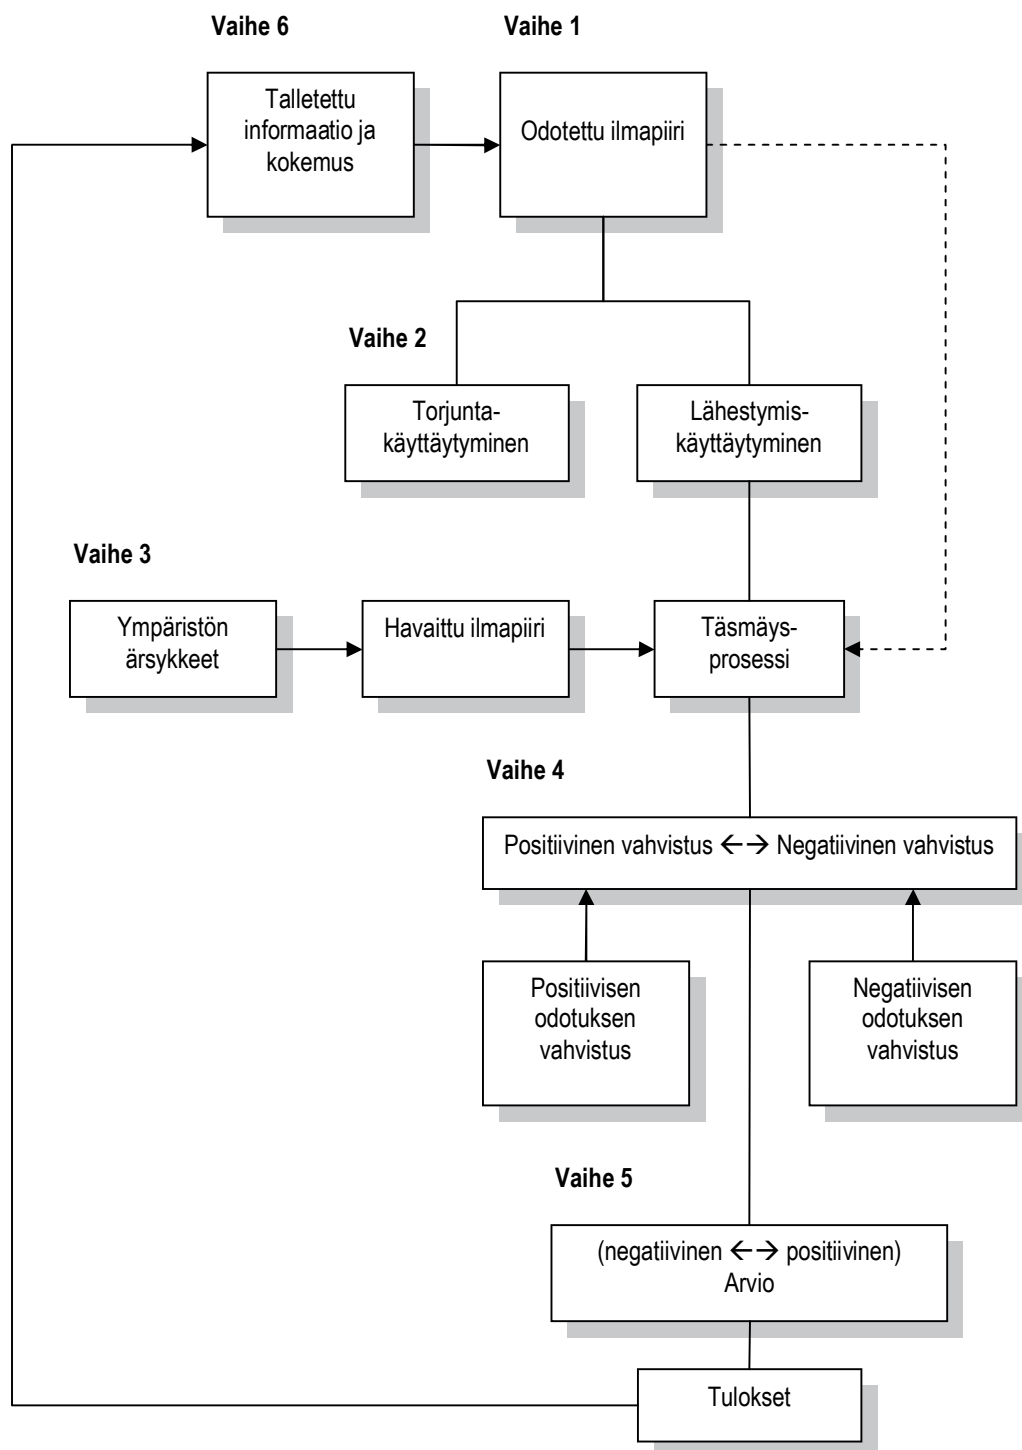 Vaihe 6
Vaihe 1
Talletettu
informaatio ja
kokemus
Odotettu ilmapiiri
Vaihe 2
Torjunta-
käyttäytyminen
Lähestymis-
käyttäytyminen
Vaihe 3
Ympäristön
ärsykkeet
Havaittu ilmapiiri
Täsmäys-
prosessi
Vaihe 4
Positiivinen vahvistus ←→ Negatiivinen vahvistus
Positiivisen
odotuksen
vahvistus
Negatiivisen
odotuksen
vahvistus
Vaihe 5
(negatiivinen ←→ positiivinen)
Arvio
Tulokset